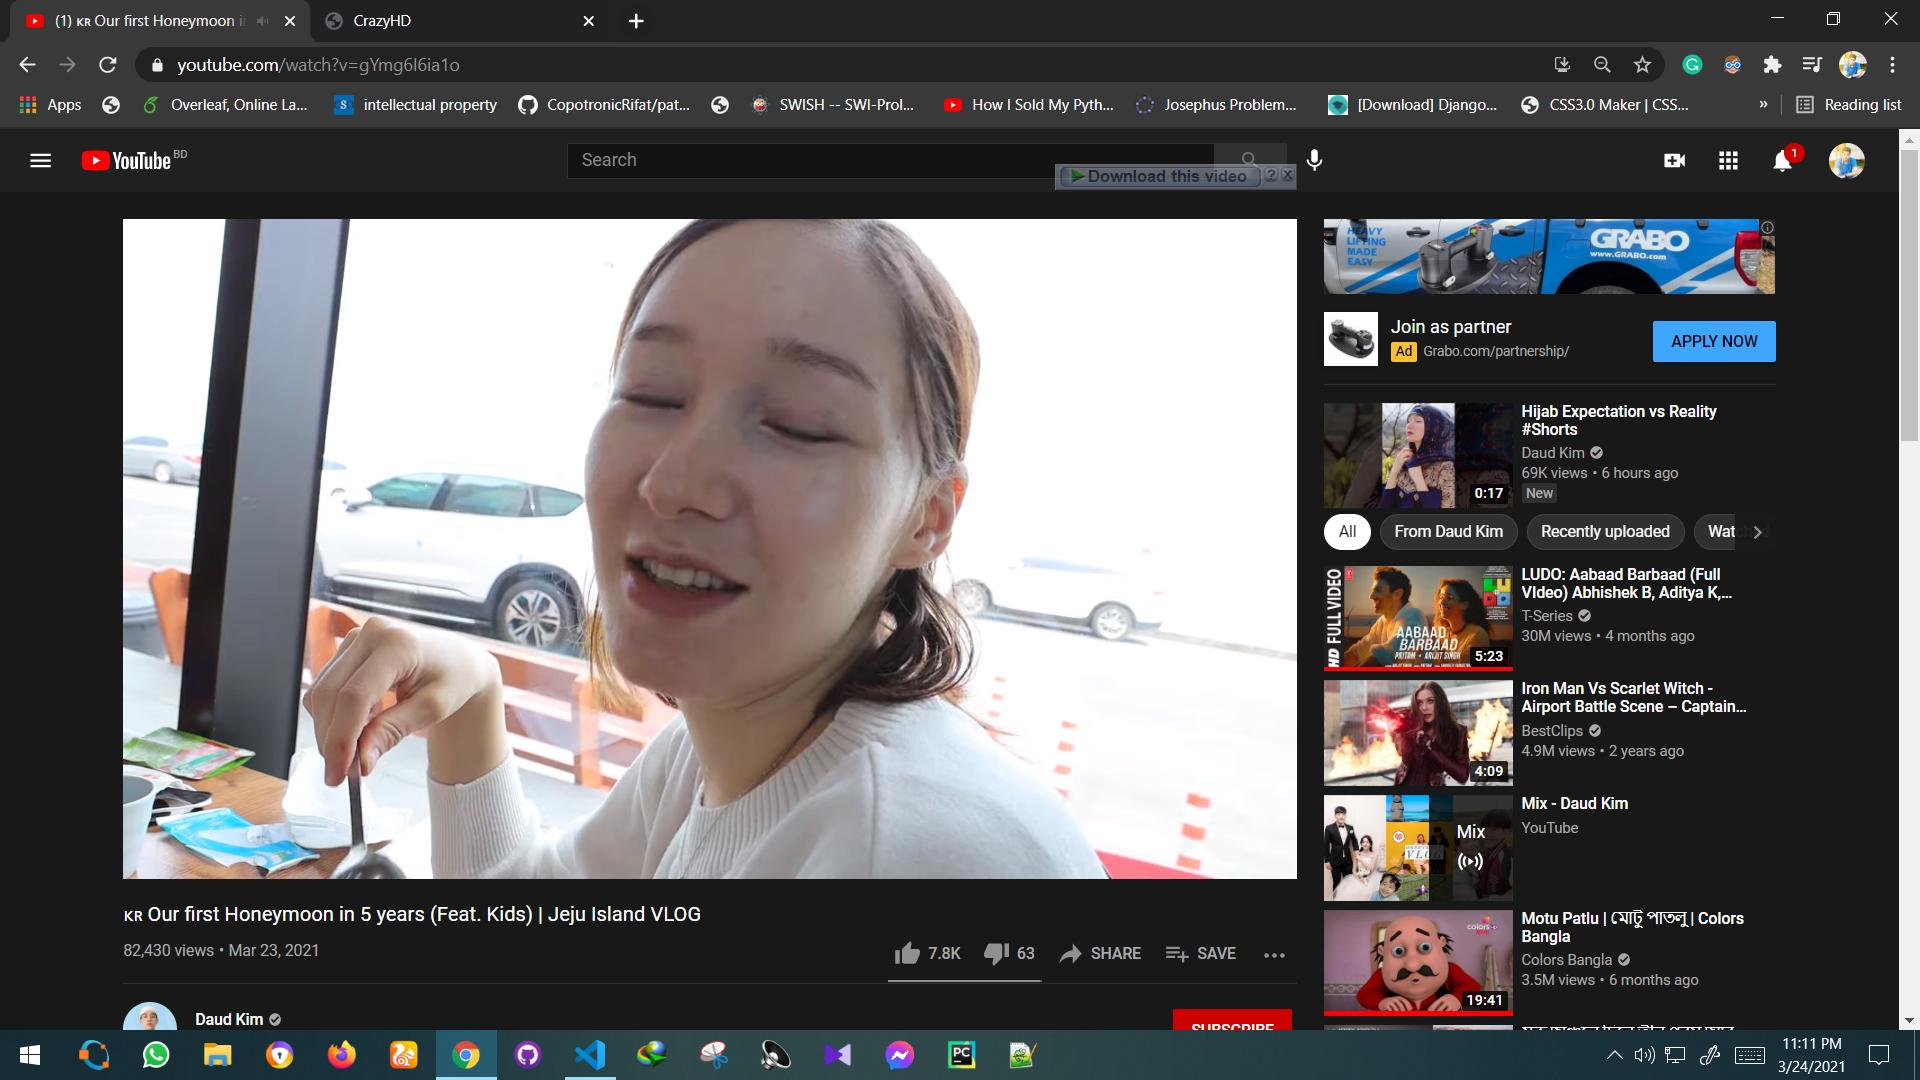 (1) KR Our first Honeymoon in
CrazyHD
youtube.com/watch?v=gYmg6I6ia1o
Apps
Overleaf, Online La...
intellectual property
CopotronicRifat/pat...
SWISH -- SWI-Prol...
How I Sold My Pyth...
Josephus Problem...
[Download] Django...
CSS3.0 Maker | CSS...
»
Reading list
YouTube BD
Search
Download this video
1
HEAVY
LIFTING
MADE
EASY
GRABO
www.GRABO.com
Join as partner
Ad Grabo.com/partnership/
APPLY NOW
Hijab Expectation vs Reality
#Shorts
Daud Kim
69K views • 6 hours ago
New
0:17
All
From Daud Kim
Recently uploaded
LUDO: Aabaad Barbaad (Full
VIdeo) Abhishek B, Aditya K,...
T-Series
30M views • 4 months ago
HD FULL VIDEO
AABAAD
BARBAAD
PRITAM • ARIJIT SINGH
5:23
Iron Man Vs Scarlet Witch -
Airport Battle Scene – Captain...
BestClips
4.9M views • 2 years ago
4:09
Mix - Daud Kim
YouTube
Mix
VLOG
Motu Patlu | মোটু পাতলু | Colors
Bangla
Colors Bangla
3.5M views • 6 months ago
colors
19:41
KR Our first Honeymoon in 5 years (Feat. Kids) | Jeju Island VLOG
82,430 views • Mar 23, 2021
7.8K
63
SHARE
SAVE
Daud Kim
SUBSCRIBE
PC
11:11 PM
3/24/2021